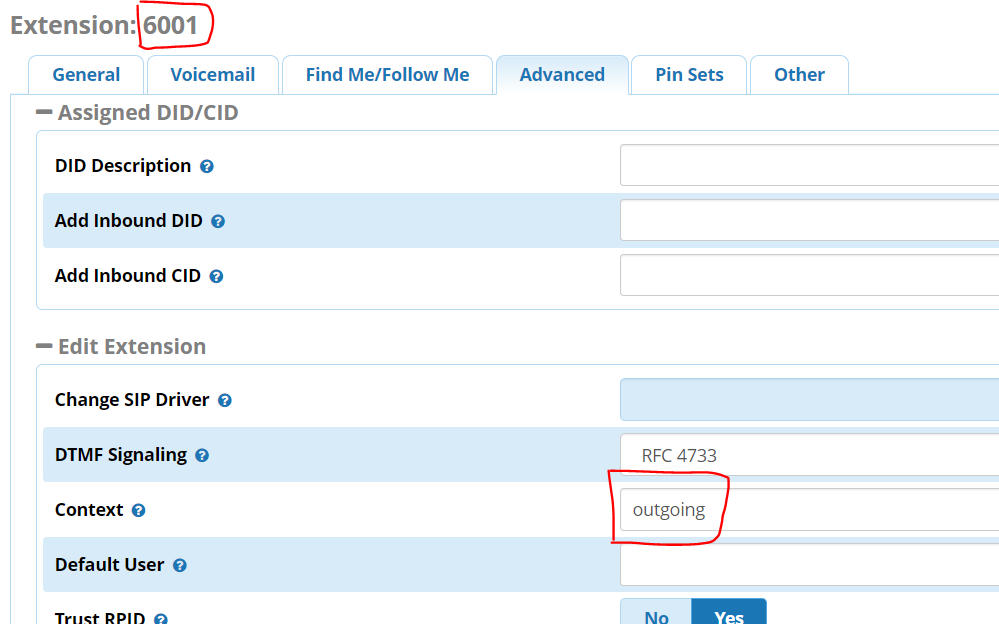 Extension: 6001
General Voicemail Find Me/Follow Me Advanced Pin Sets Other
Assigned DID/CID
DID Description ?
Add Inbound DID ?
Add Inbound CID ?
Edit Extension
Change SIP Driver ?
DTMF Signaling ? RFC 4733
Context ? outgoing
Default User ?
Trust RPID ? No Yes